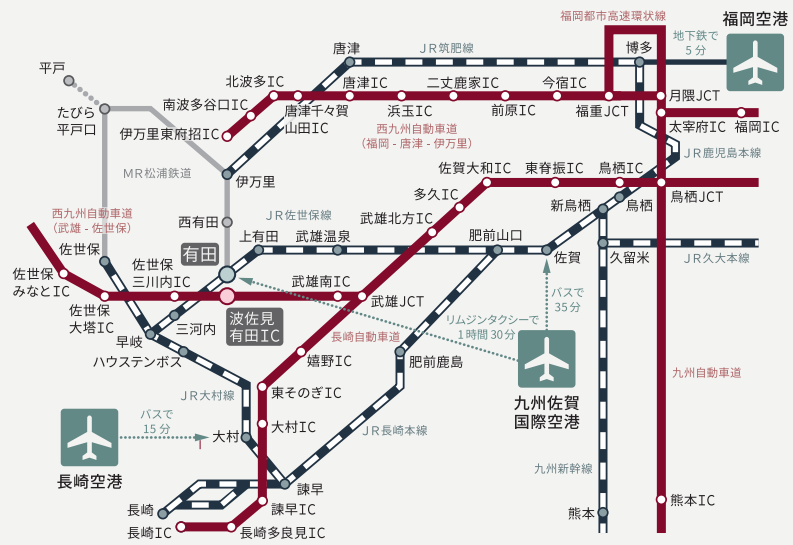 福岡都市高速環状線
福岡空港
唐津
JR筑肥線
博多
地下鉄で
5分
平戸
北波多IC
唐津IC
二丈鹿家IC
今宿IC
月隈JCT
たびら
平戸口
南波多谷口IC
唐津千々賀
山田IC
浜玉IC
前原IC
福重JCT
太宰府IC
福岡IC
伊万里東府招IC
西九州自動車道
(福岡 - 唐津 - 伊万里)
JR鹿児島本線
MR松浦鉄道
伊万里
佐賀大和IC
東脊振IC
鳥栖IC
多久IC
新鳥栖
鳥栖
鳥栖JCT
西九州自動車道
(武雄 - 佐世保)
西有田
JR佐世保線
武雄北方IC
佐世保
上有田
武雄温泉
肥前山口
佐賀
久留米
JR久大本線
有田
佐世保
みなとIC
佐世保
三川内IC
武雄南IC
武雄JCT
バスで
35分
佐世保
大塔IC
三河内
波佐見
有田IC
リムジンタクシーで
1時間30分
早岐
長崎自動車道
ハウステンボス
嬉野IC
肥前鹿島
九州自動車道
JR大村線
東そのぎIC
九州佐賀
国際空港
バスで
15分
大村
大村IC
JR長崎本線
長崎空港
九州新幹線
諫早
長崎
諫早IC
熊本
熊本IC
長崎IC
長崎多良見IC